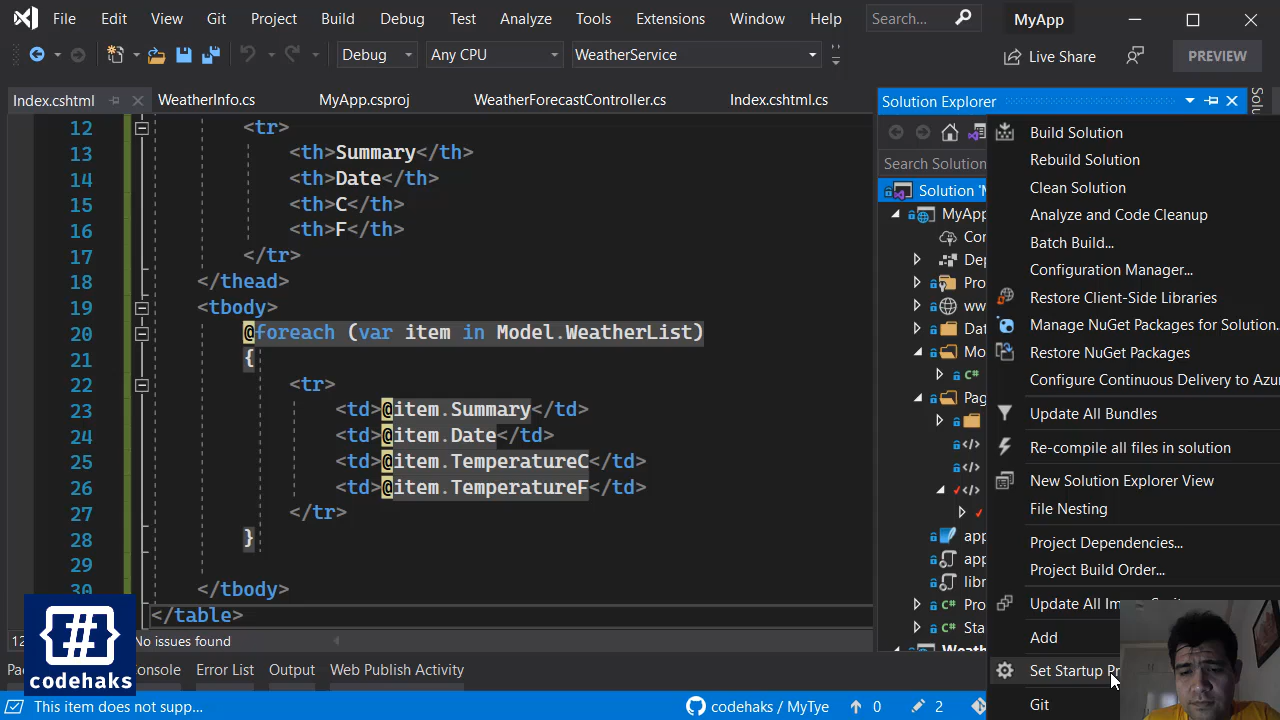 File Edit View Git Project Build Debug Test Analyze Tools Extensions Window Help Search... MyApp
Debug Any CPU WeatherService Live Share PREVIEW
Index.cshtml WeatherInfo.cs MyApp.csproj WeatherForecastController.cs Index.cshtml.cs
12 <tr>
13 <th>Summary</th>
14 <th>Date</th>
15 <th>C</th>
16 <th>F</th>
17 </tr>
18 </thead>
19 <tbody>
20 @foreach (var item in Model.WeatherList)
21 {
22 <tr>
23 <td>@item.Summary</td>
24 <td>@item.Date</td>
25 <td>@item.TemperatureC</td>
26 <td>@item.TemperatureF</td>
27 </tr>
28 }
29
30 </tbody>
</table>
No issues found
Error List Output Web Publish Activity
This item does not supp... codehaks / MyTye 0 2
Solution Explorer
Search Solution
Solution
MyApp
Build Solution
Rebuild Solution
Clean Solution
Analyze and Code Cleanup
Batch Build...
Configuration Manager...
Restore Client-Side Libraries
Manage NuGet Packages for Solution...
Restore NuGet Packages
Configure Continuous Delivery to Azu
Update All Bundles
Re-compile all files in solution
New Solution Explorer View
File Nesting
Project Dependencies...
Project Build Order...
Update All
Add
Set Startup
Git
{#}
codehaks